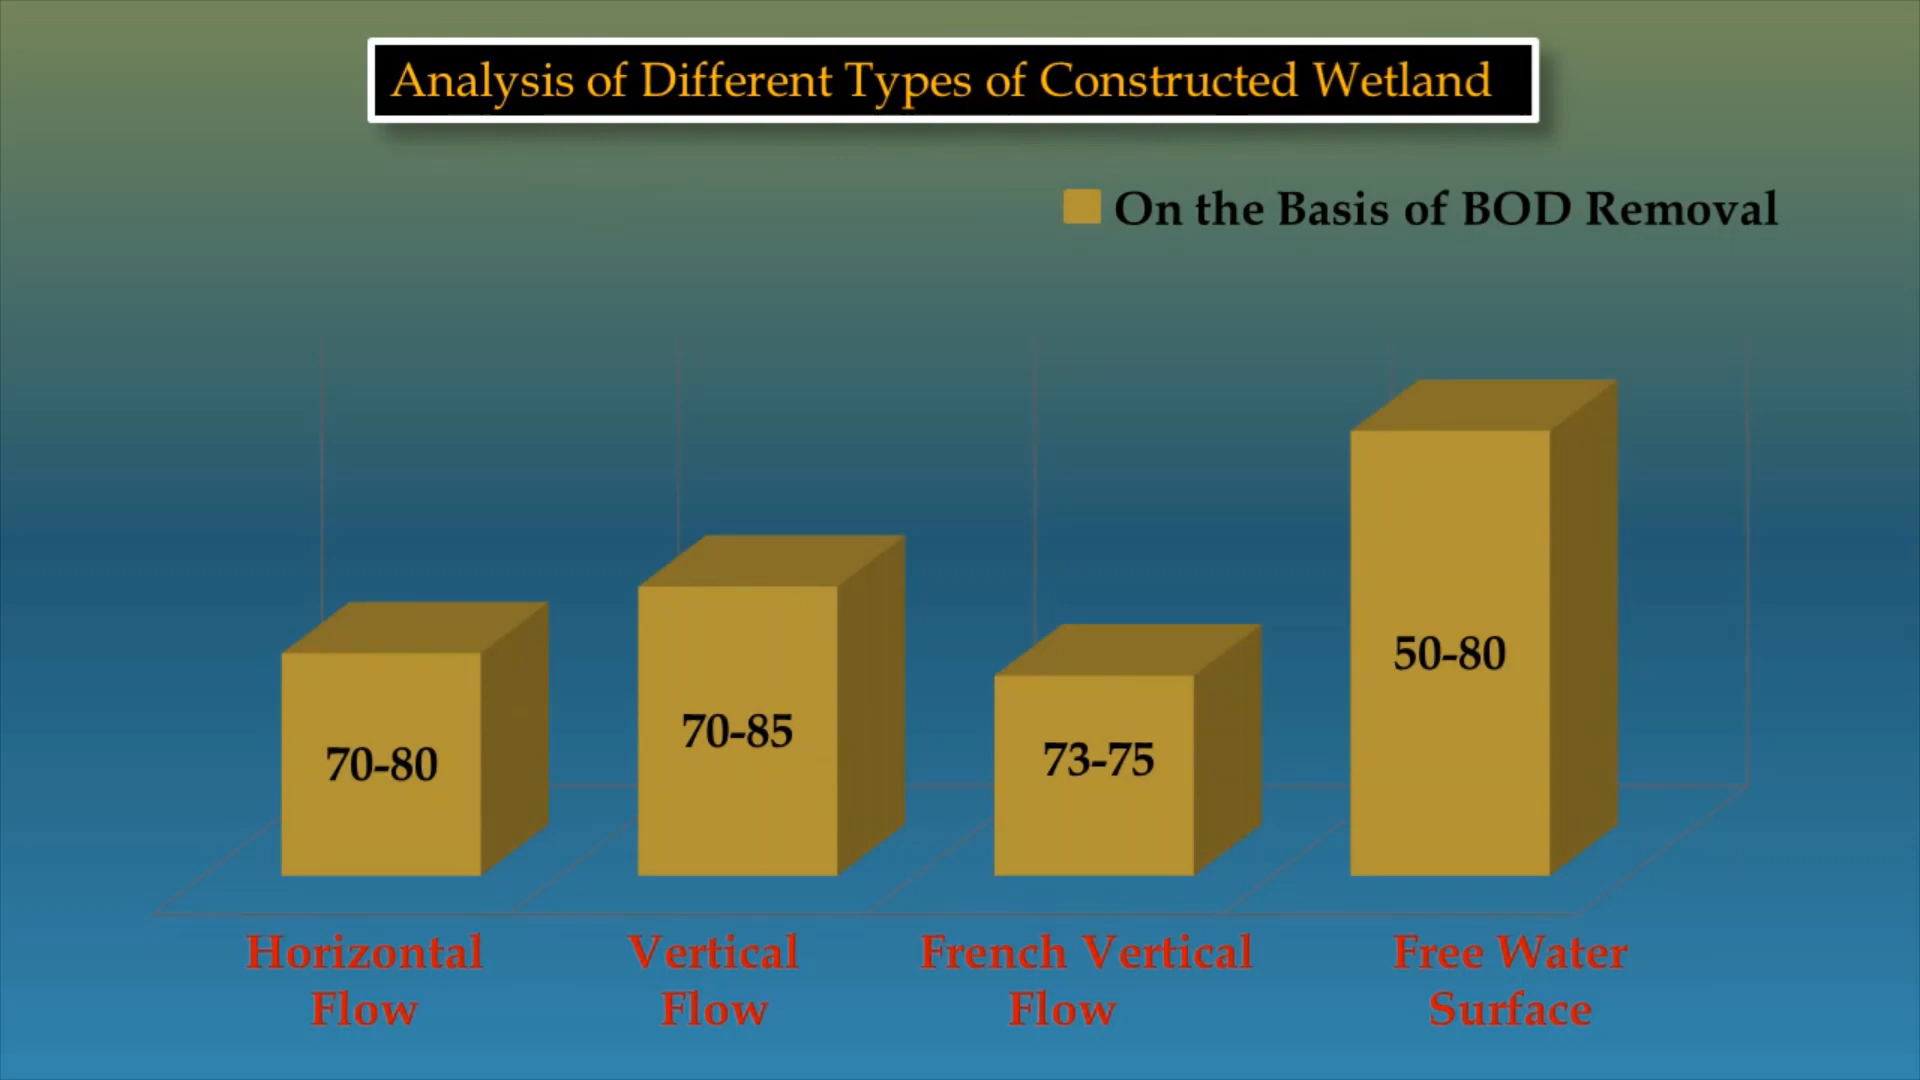 Analysis of Different Types of Constructed Wetland
On the Basis of BOD Removal
70-80
70-85
73-75
50-80
Horizontal
Flow
Vertical
Flow
French Vertical
Flow
Free Water
Surface